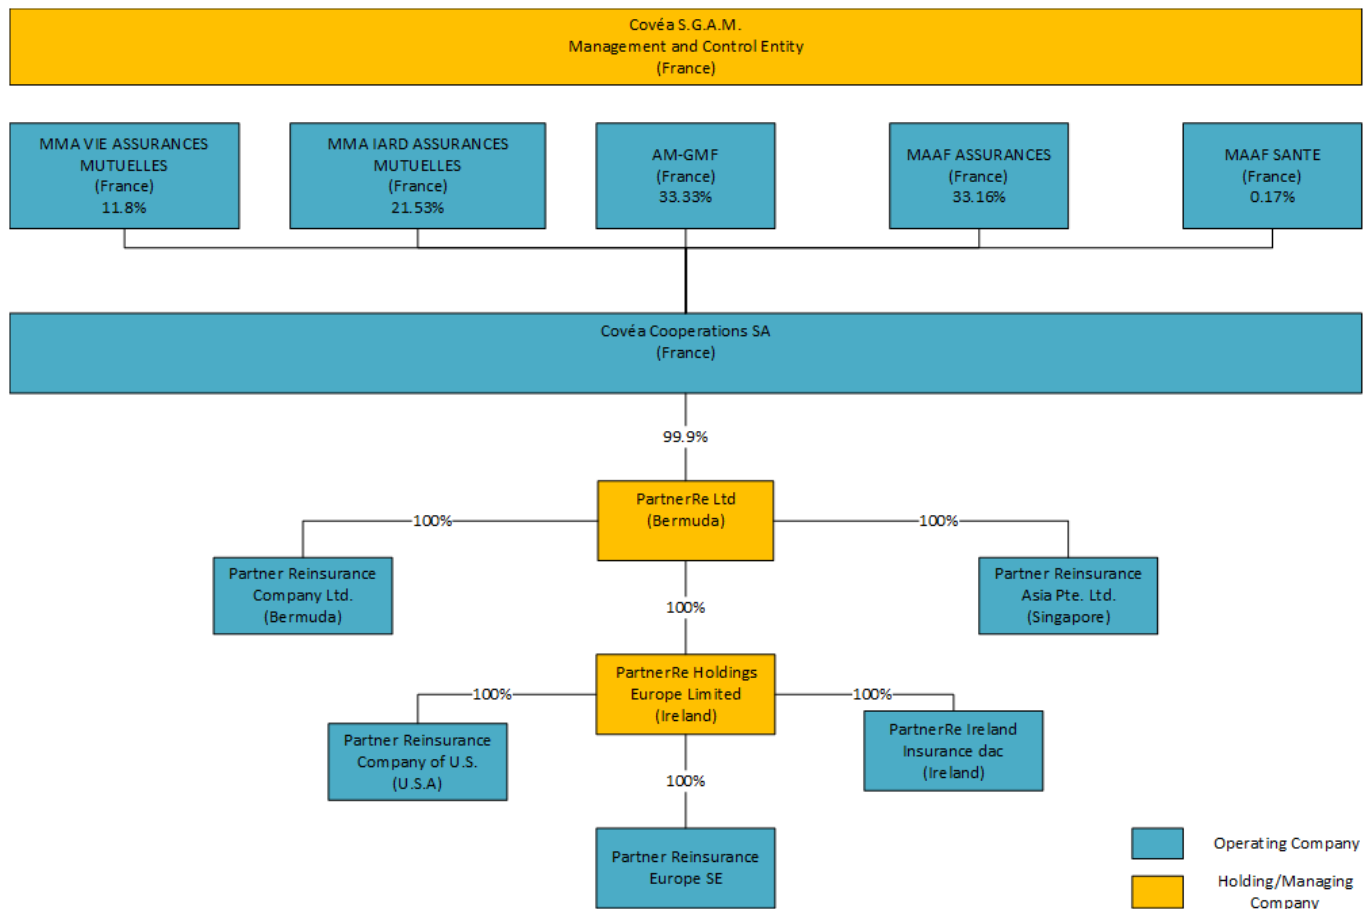 Covéa S.G.A.M.
Management and Control Entity
(France)
MMA VIE ASSURANCES
MUTUELLES
(France)
11.8%
MMA IARD ASSURANCES
MUTUELLES
(France)
21.53%
AM-GMF
(France)
33.33%
MAAF ASSURANCES
(France)
33.16%
MAAF SANTE
(France)
0.17%
Covéa Cooperations SA
(France)
99.9%
PartnerRe Ltd
(Bermuda)
100%
100%
Partner Reinsurance
Company Ltd.
(Bermuda)
Partner Reinsurance
Asia Pte. Ltd.
(Singapore)
100%
PartnerRe Holdings
Europe Limited
(Ireland)
100%
100%
Partner Reinsurance
Company of U.S.
(U.S.A)
PartnerRe Ireland
Insurance dac
(Ireland)
100%
Partner Reinsurance
Europe SE
Operating Company
Holding/Managing
Company